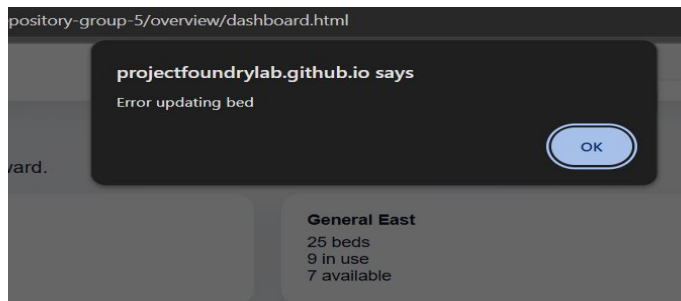 pository-group-5/overview/dashboard.html
projectfoundrylab.github.io says
Error updating bed
OK
vard.
General East
25 beds
9 in use
7 available